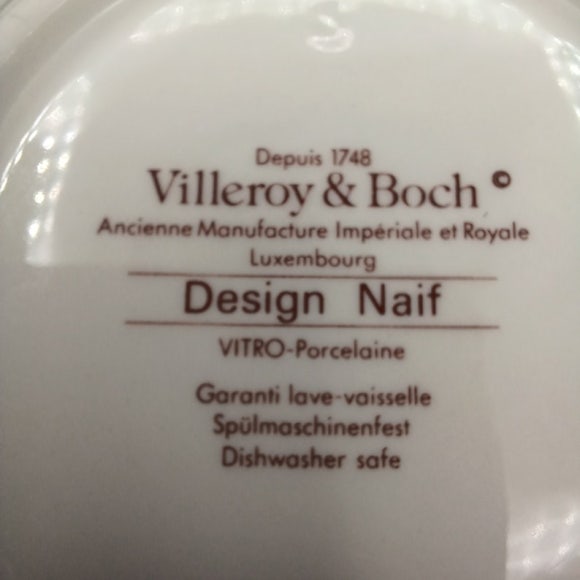 Depuis 1748
Villeroy & Boch ©
Ancienne Manufacture Impériale et Royale
Luxembourg
Design Naif
VITRO-Porcelaine
Garanti lave-vaisselle
Spülmaschinenfest
Dishwasher safe